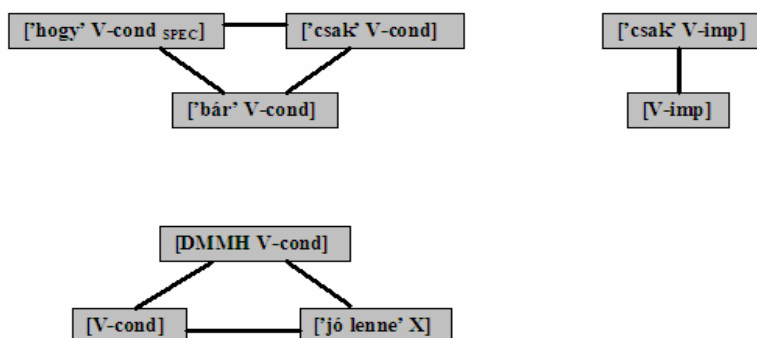 ['hogy' V-cond SPEC]
['csak' V-cond]
['csak' V-imp]
['bár' V-cond]
[V-imp]
[DMMH V-cond]
[V-cond]
['jó lenne' X]